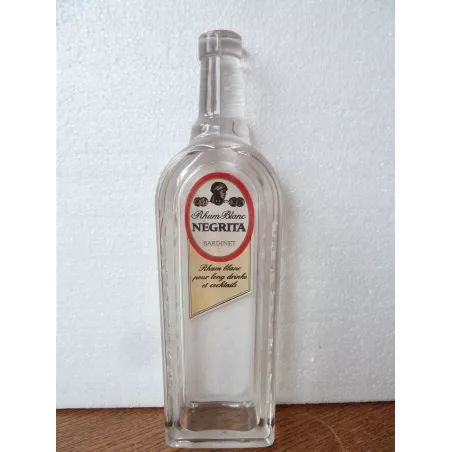 Rhum Blanc
NEGRITA
BARDINET
Rhum blanc
pour long drinks
et cocktails